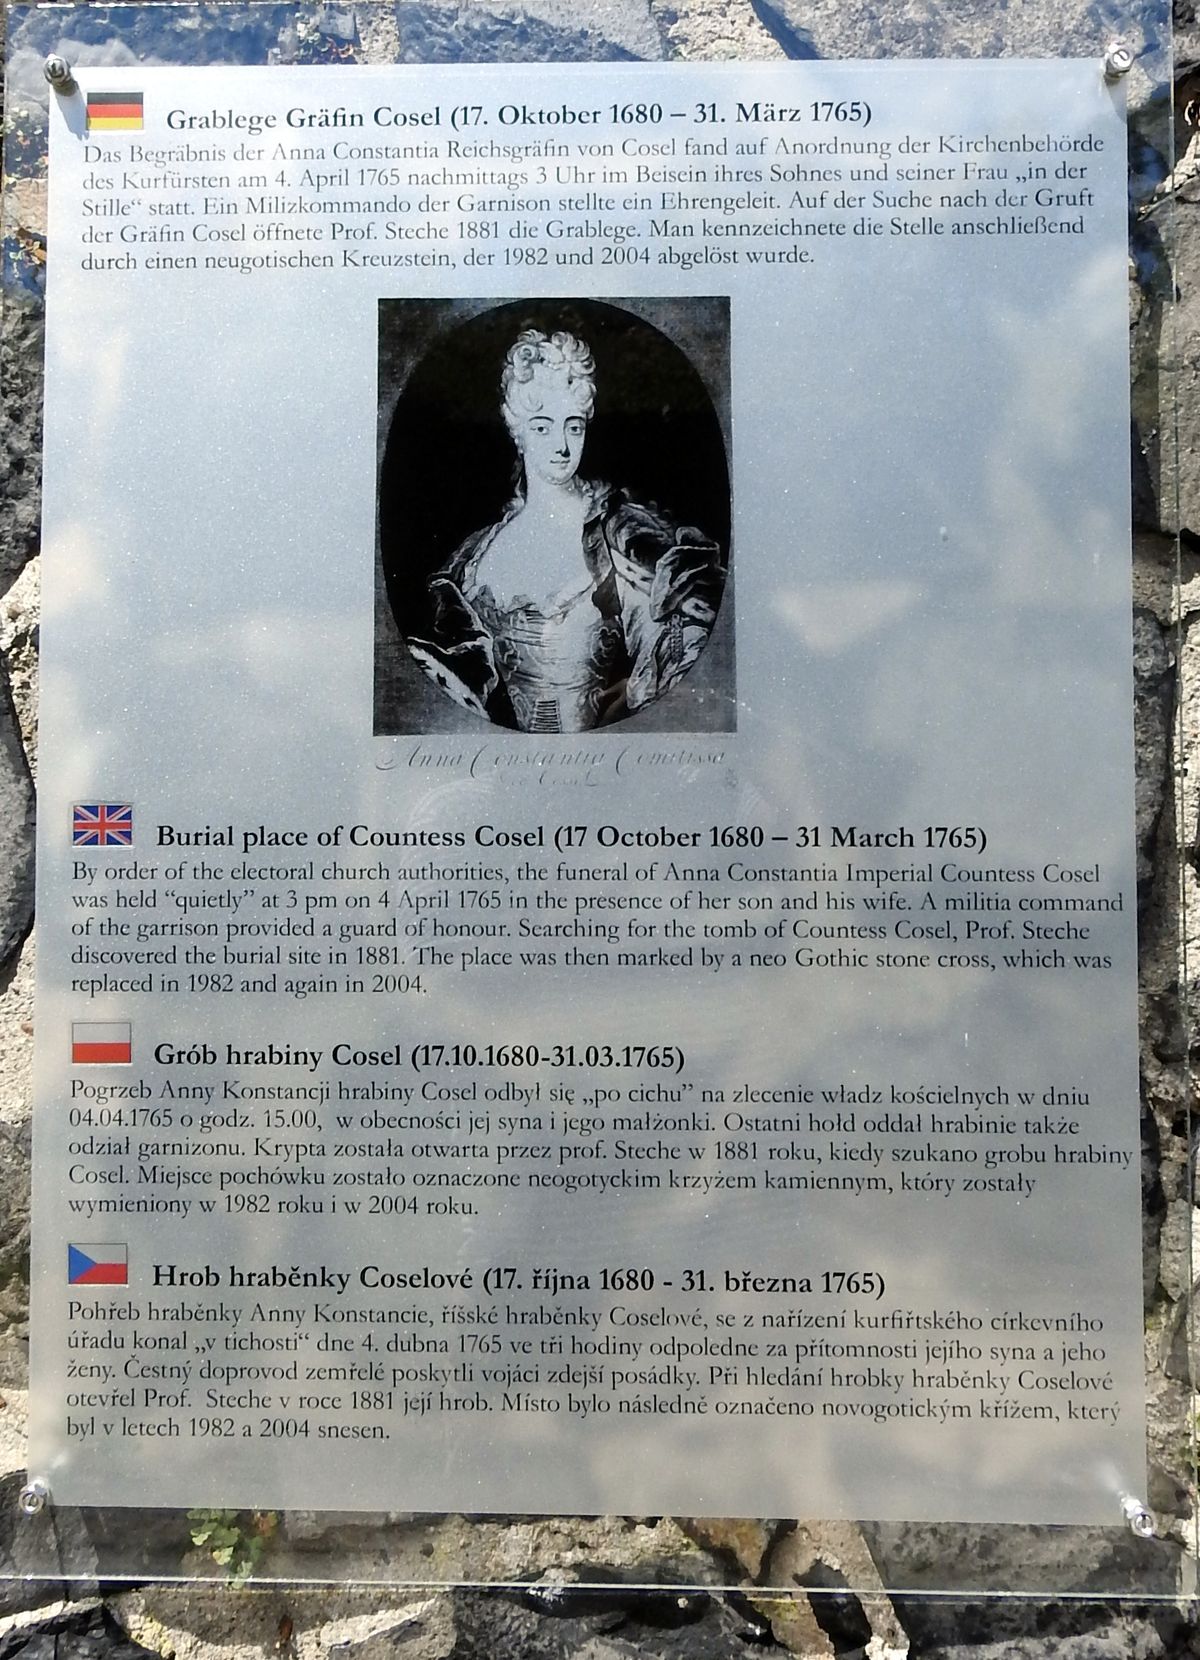 Grablege Gräfin Cosel (17. Oktober 1680 – 31. März 1765)
Das Begräbnis der Anna Constantia Reichsgräfin von Cosel fand auf Anordnung der Kirchenbehörde
des Kurfürsten am 4. April 1765 nachmittags 3 Uhr im Beisein ihres Sohnes und seiner Frau „in der
Stille“ statt. Ein Milizkommando der Garnison stellte ein Ehrengeleit. Auf der Suche nach der Gruft
der Gräfin Cosel öffnete Prof. Steche 1881 die Grablege. Man kennzeichnete die Stelle anschließend
durch einen neugotischen Kreuzstein, der 1982 und 2004 abgelöst wurde.
Anna Constantia Comitissa
Burial place of Countess Cosel (17 October 1680 – 31 March 1765)
By order of the electoral church authorities, the funeral of Anna Constantia Imperial Countess Cosel
was held “quietly” at 3 pm on 4 April 1765 in the presence of her son and his wife. A militia command
of the garrison provided a guard of honour. Searching for the tomb of Countess Cosel, Prof. Steche
discovered the burial site in 1881. The place was then marked by a neo Gothic stone cross, which was
replaced in 1982 and again in 2004.
Grób hrabiny Cosel (17.10.1680-31.03.1765)
Pogrzeb Anny Konstancji hrabiny Cosel odbył się „po cichu” na zlecenie władz kościelnych w dniu
04.04.1765 o godz. 15.00, w obecności jej syna i jego małżonki. Ostatni hołd oddał hrabinie także
odział garnizonu. Krypta została otwarta przez prof. Steche w 1881 roku, kiedy szukano grobu hrabiny
Cosel. Miejsce pochówku zostało oznaczone neogotyckim krzyżem kamiennym, który zostały
wymieniony w 1982 roku i w 2004 roku.
Hrob hraběnky Coselové (17. října 1680 - 31. března 1765)
Pohřeb hraběnky Anny Konstancie, říšské hraběnky Coselové, se z nařízení kurfiřtského církevního
úřadu konal „v tichosti“ dne 4. dubna 1765 ve tři hodiny odpoledne za přítomnosti jejího syna a jeho
ženy. Čestný doprovod zemřelé poskytli vojáci zdejší posádky. Při hledání hrobky hraběnky Coselové
otevřel Prof. Steche v roce 1881 její hrob. Místo bylo následně označeno novogotickým křížem, který
byl v letech 1982 a 2004 snesen.